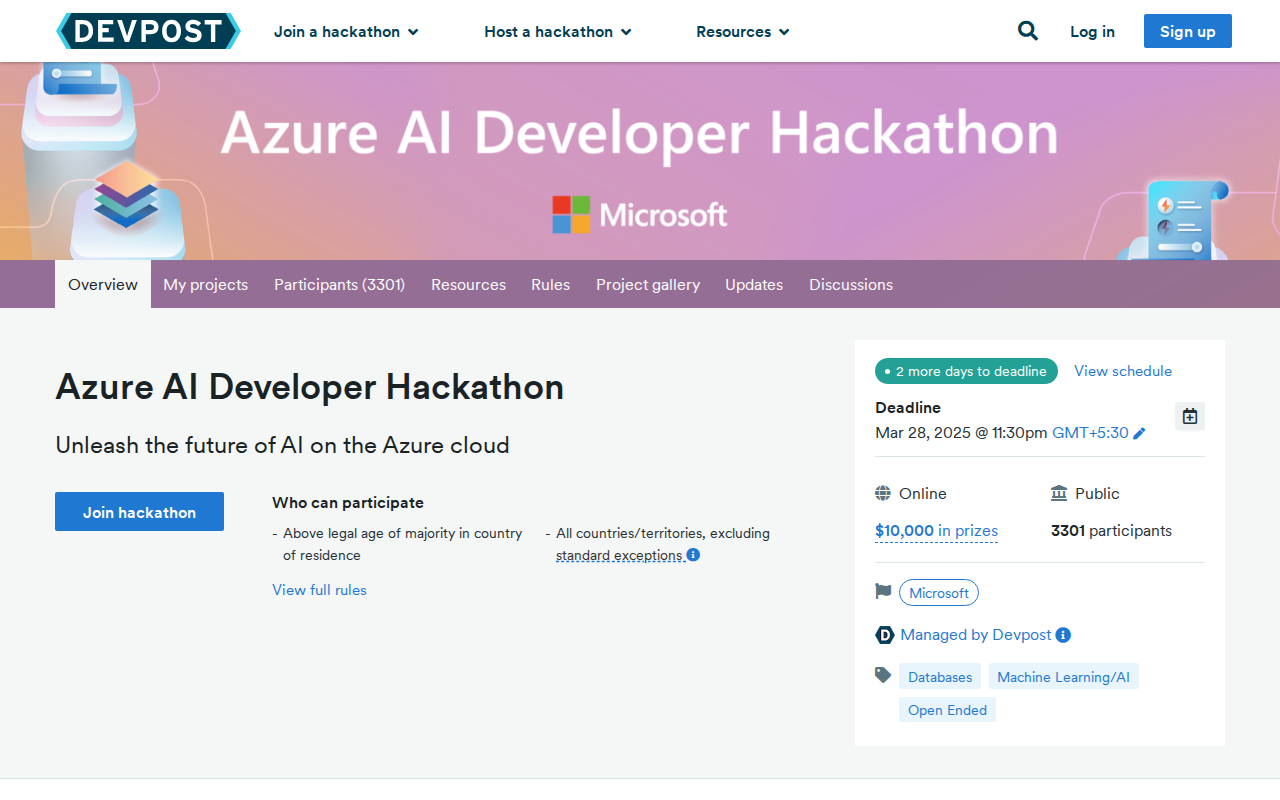 DEVPOST
Join a hackathon
Host a hackathon
Resources
Log in
Sign up
Azure AI Developer Hackathon
Microsoft
Overview
My projects
Participants (3301)
Resources
Rules
Project gallery
Updates
Discussions
Azure AI Developer Hackathon
Unleash the future of AI on the Azure cloud
Join hackathon
Who can participate
- Above legal age of majority in country
of residence
- All countries/territories, excluding
standard exceptions
View full rules
2 more days to deadline
View schedule
Deadline
Mar 28, 2025 @ 11:30pm GMT+5:30
Online
Public
$10,000 in prizes
3301 participants
Microsoft
D Managed by Devpost
Databases
Machine Learning/AI
Open Ended